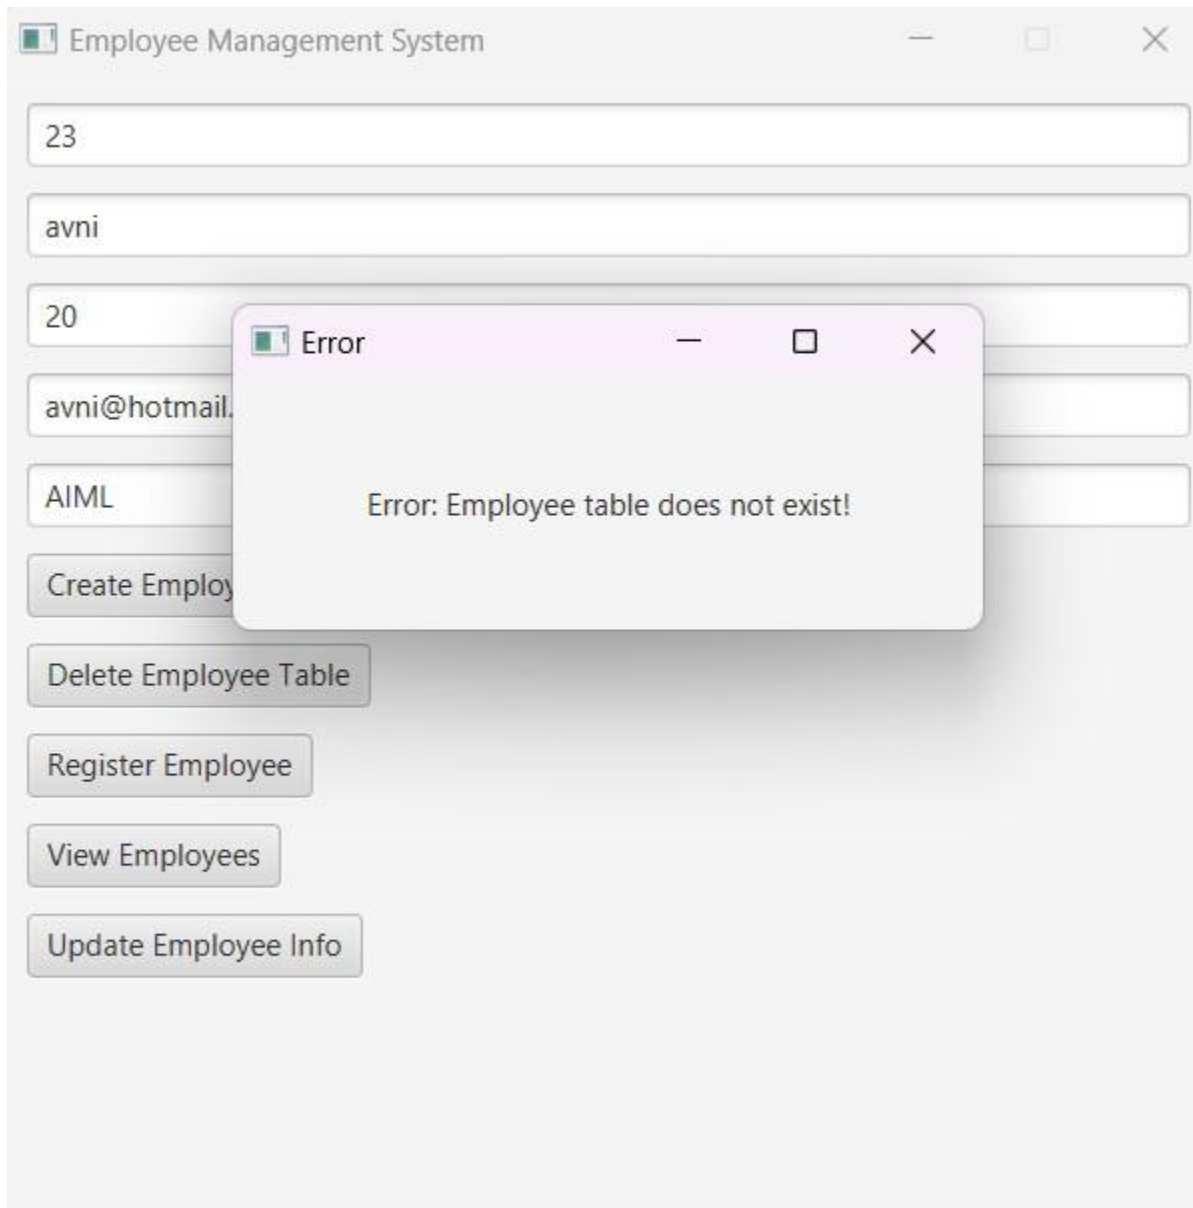 Employee Management System
23
avni
20
Error
avni@hotmail.
Error: Employee table does not exist!
AIML
Create Employ
Delete Employee Table
Register Employee
View Employees
Update Employee Info